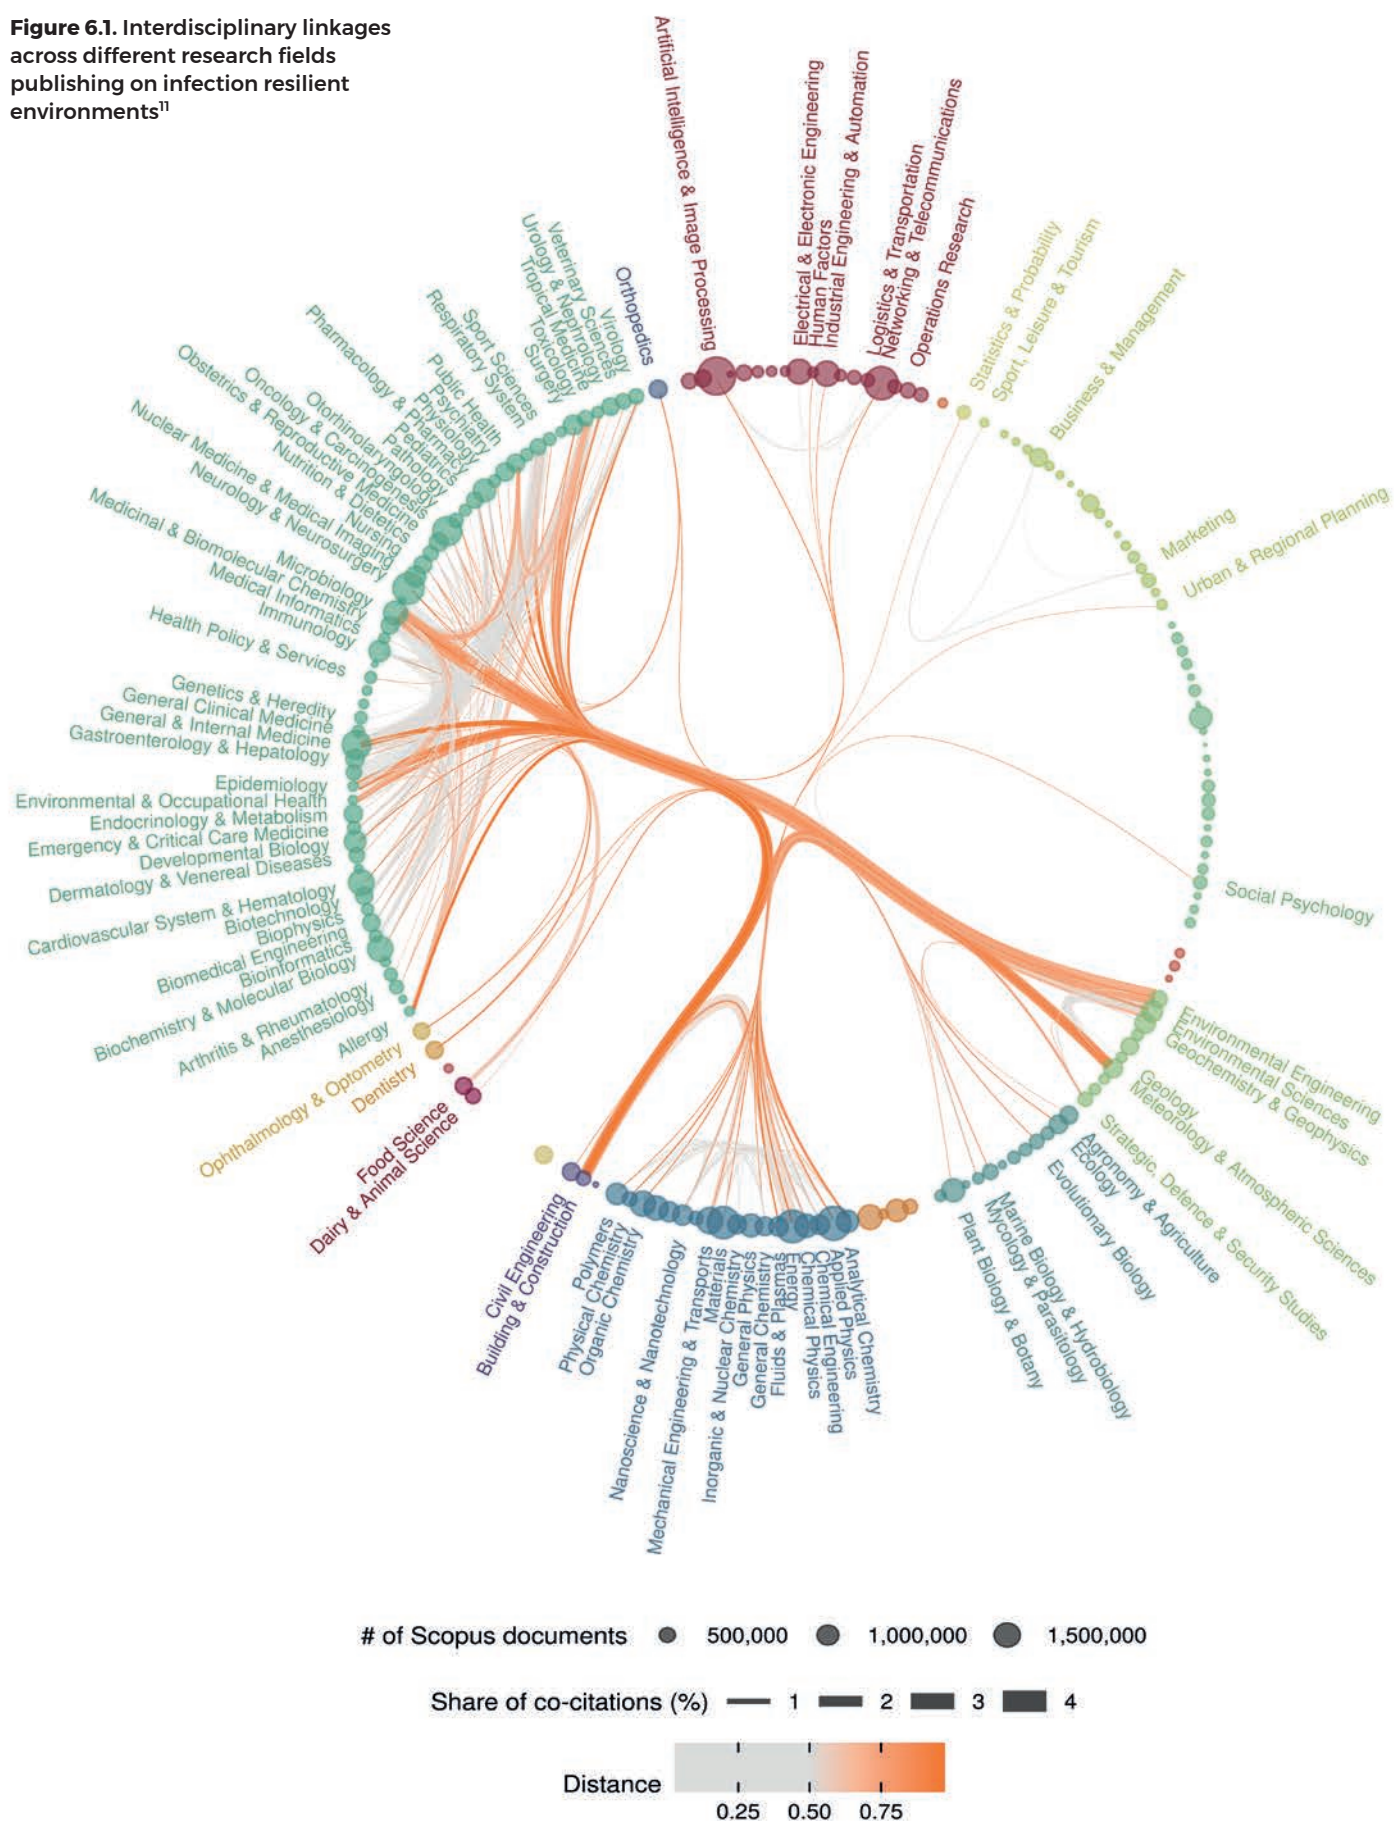 Figure 6.1. Interdisciplinary linkages
across different research fields
publishing on infection resilient
environments¹¹
Artificial Intelligence & Image Processing
Electrical & Electronic Engineering
Human Factors
Industrial Engineering & Automation
Logistics & Transportation
Networking & Telecommunications
Operations Research
Statistics & Probability
Sport, Leisure & Tourism
Business & Management
Marketing
Urban & Regional Planning
Social Psychology
Environmental Engineering
Environmental Sciences
Geochemistry & Geophysics
Geology
Meteorology & Atmospheric Sciences
Strategic, Defence & Security Studies
Agronomy & Agriculture
Ecology
Evolutionary Biology
Marine Biology & Hydrobiology
Mycology & Parasitology
Plant Biology & Botany
Analytical Chemistry
Applied Physics
Chemical Engineering
Chemical Physics
Energy
Fluids & Plasmas
General Chemistry
General Physics
Inorganic & Nuclear Chemistry
Materials
Mechanical Engineering & Transports
Nanoscience & Nanotechnology
Organic Chemistry
Physical Chemistry
Polymers
Building & Construction
Civil Engineering
Dairy & Animal Science
Food Science
Dentistry
Ophthalmology & Optometry
Allergy
Anesthesiology
Arthritis & Rheumatology
Biochemistry & Molecular Biology
Bioinformatics
Biomedical Engineering
Biophysics
Biotechnology
Cardiovascular System & Hematology
Dermatology & Venereal Diseases
Developmental Biology
Emergency & Critical Care Medicine
Endocrinology & Metabolism
Environmental & Occupational Health
Epidemiology
Gastroenterology & Hepatology
General & Internal Medicine
General Clinical Medicine
Genetics & Heredity
Health Policy & Services
Immunology
Medical Informatics
Medicinal & Biomolecular Chemistry
Microbiology
Neurology & Neurosurgery
Nuclear Medicine & Medical Imaging
Nursing
Nutrition & Dietetics
Obstetrics & Reproductive Medicine
Oncology & Carcinogenesis
Otorhinolaryngology
Pathology
Pediatrics
Pharmacology & Pharmacy
Physiology
Psychiatry
Public Health
Respiratory System
Sport Sciences
Surgery
Toxicology
Tropical Medicine
Urology & Nephrology
Veterinary Sciences
Virology
Orthopedics
# of Scopus documents 500,000 1,000,000 1,500,000
Share of co-citations (%) 1 2 3 4
Distance
0.25 0.50 0.75